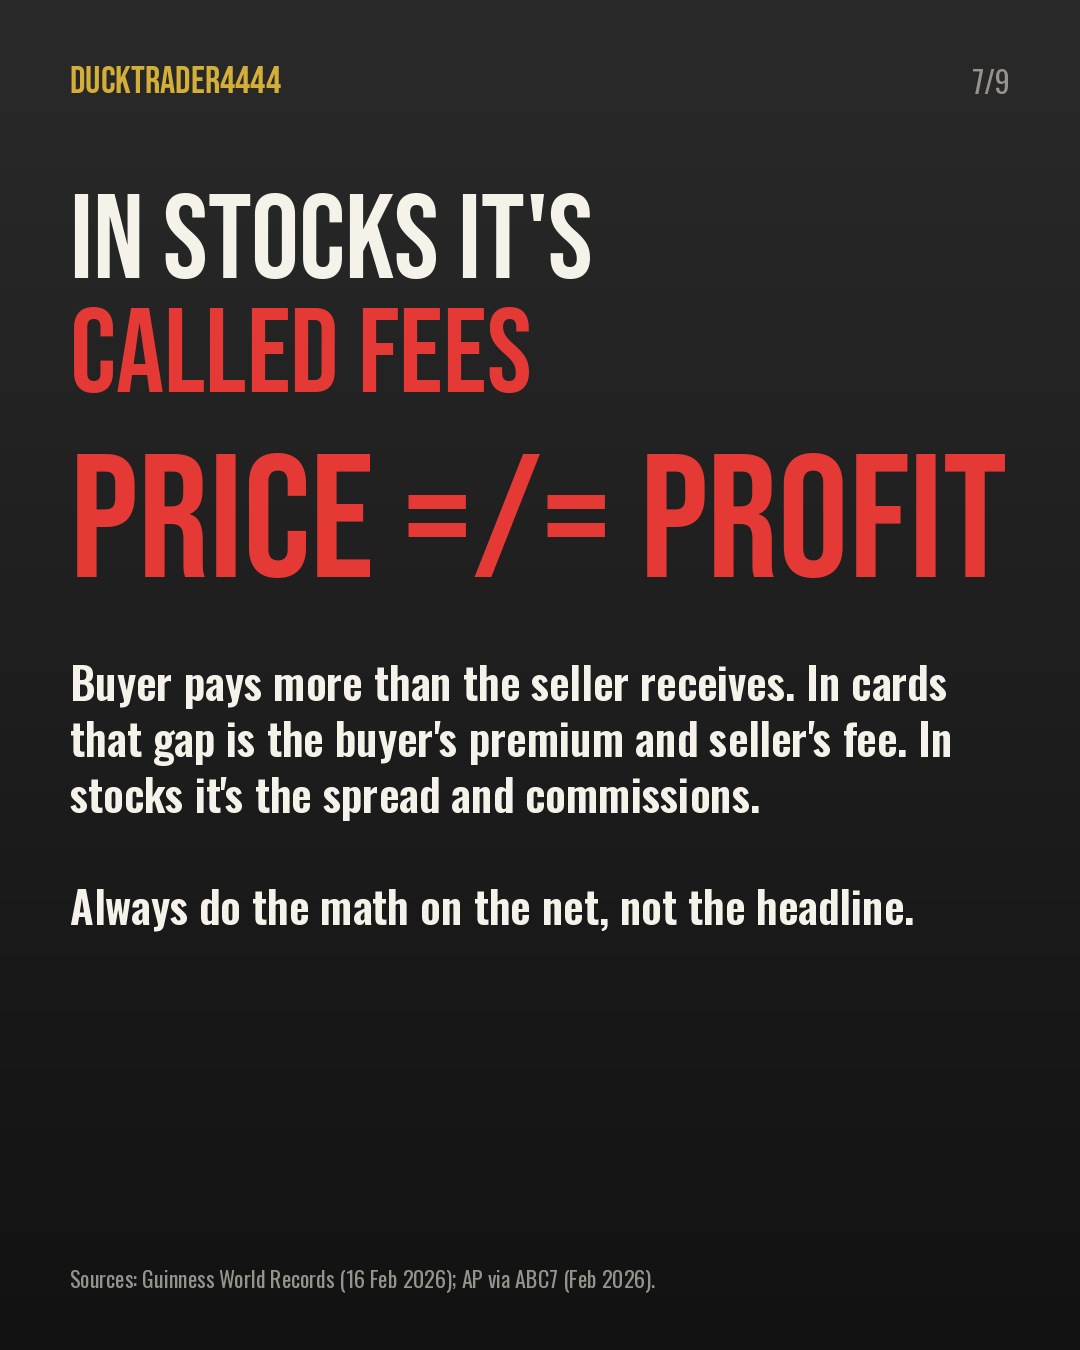 DUCKTRADER4444
7/9
IN STOCKS IT'S
CALLED FEES
PRICE =/= PROFIT
Buyer pays more than the seller receives. In cards
that gap is the buyer's premium and seller's fee. In
stocks it's the spread and commissions.
Always do the math on the net, not the headline.
Sources: Guinness World Records (16 Feb 2026); AP via ABC7 (Feb 2026).